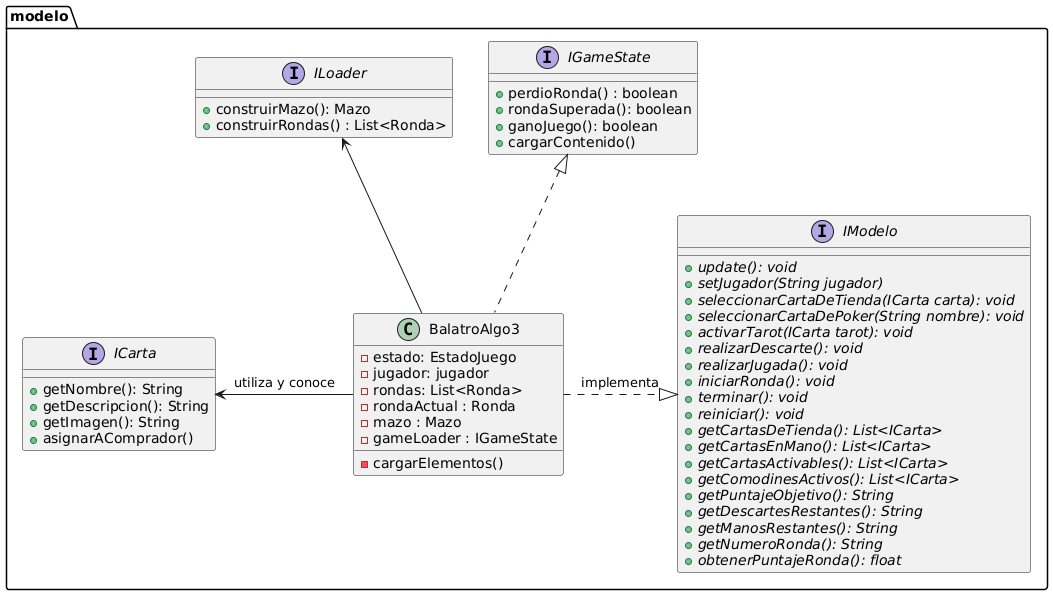 modelo
I ILoader
construirMazo(): Mazo
construirRondas() : List<Ronda>
I IGameState
perdioRonda() : boolean
rondaSuperada(): boolean
ganoJuego(): boolean
cargarContenido()
I IModelo
update(): void
setJugador(String jugador)
seleccionarCartaDeTienda(ICarta carta): void
seleccionarCartaDePoker(String nombre): void
activarTarot(ICarta tarot): void
realizarDescarte(): void
realizarJugada(): void
iniciarRonda(): void
terminar(): void
reiniciar(): void
getCartasDeTienda(): List<ICarta>
getCartasEnMano(): List<ICarta>
getCartasActivables(): List<ICarta>
getComodinesActivos(): List<ICarta>
getPuntajeObjetivo(): String
getDescartesRestantes(): String
getManosRestantes(): String
getNumeroRonda(): String
obtenerPuntajeRonda(): float
I ICarta
getNombre(): String
getDescripcion(): String
getImagen(): String
asignarAComprador()
utiliza y conoce
C BalatroAlgo3
estado: EstadoJuego
jugador: jugador
rondas: List<Ronda>
rondaActual : Ronda
mazo : Mazo
gameLoader : IGameState
cargarElementos()
implementa